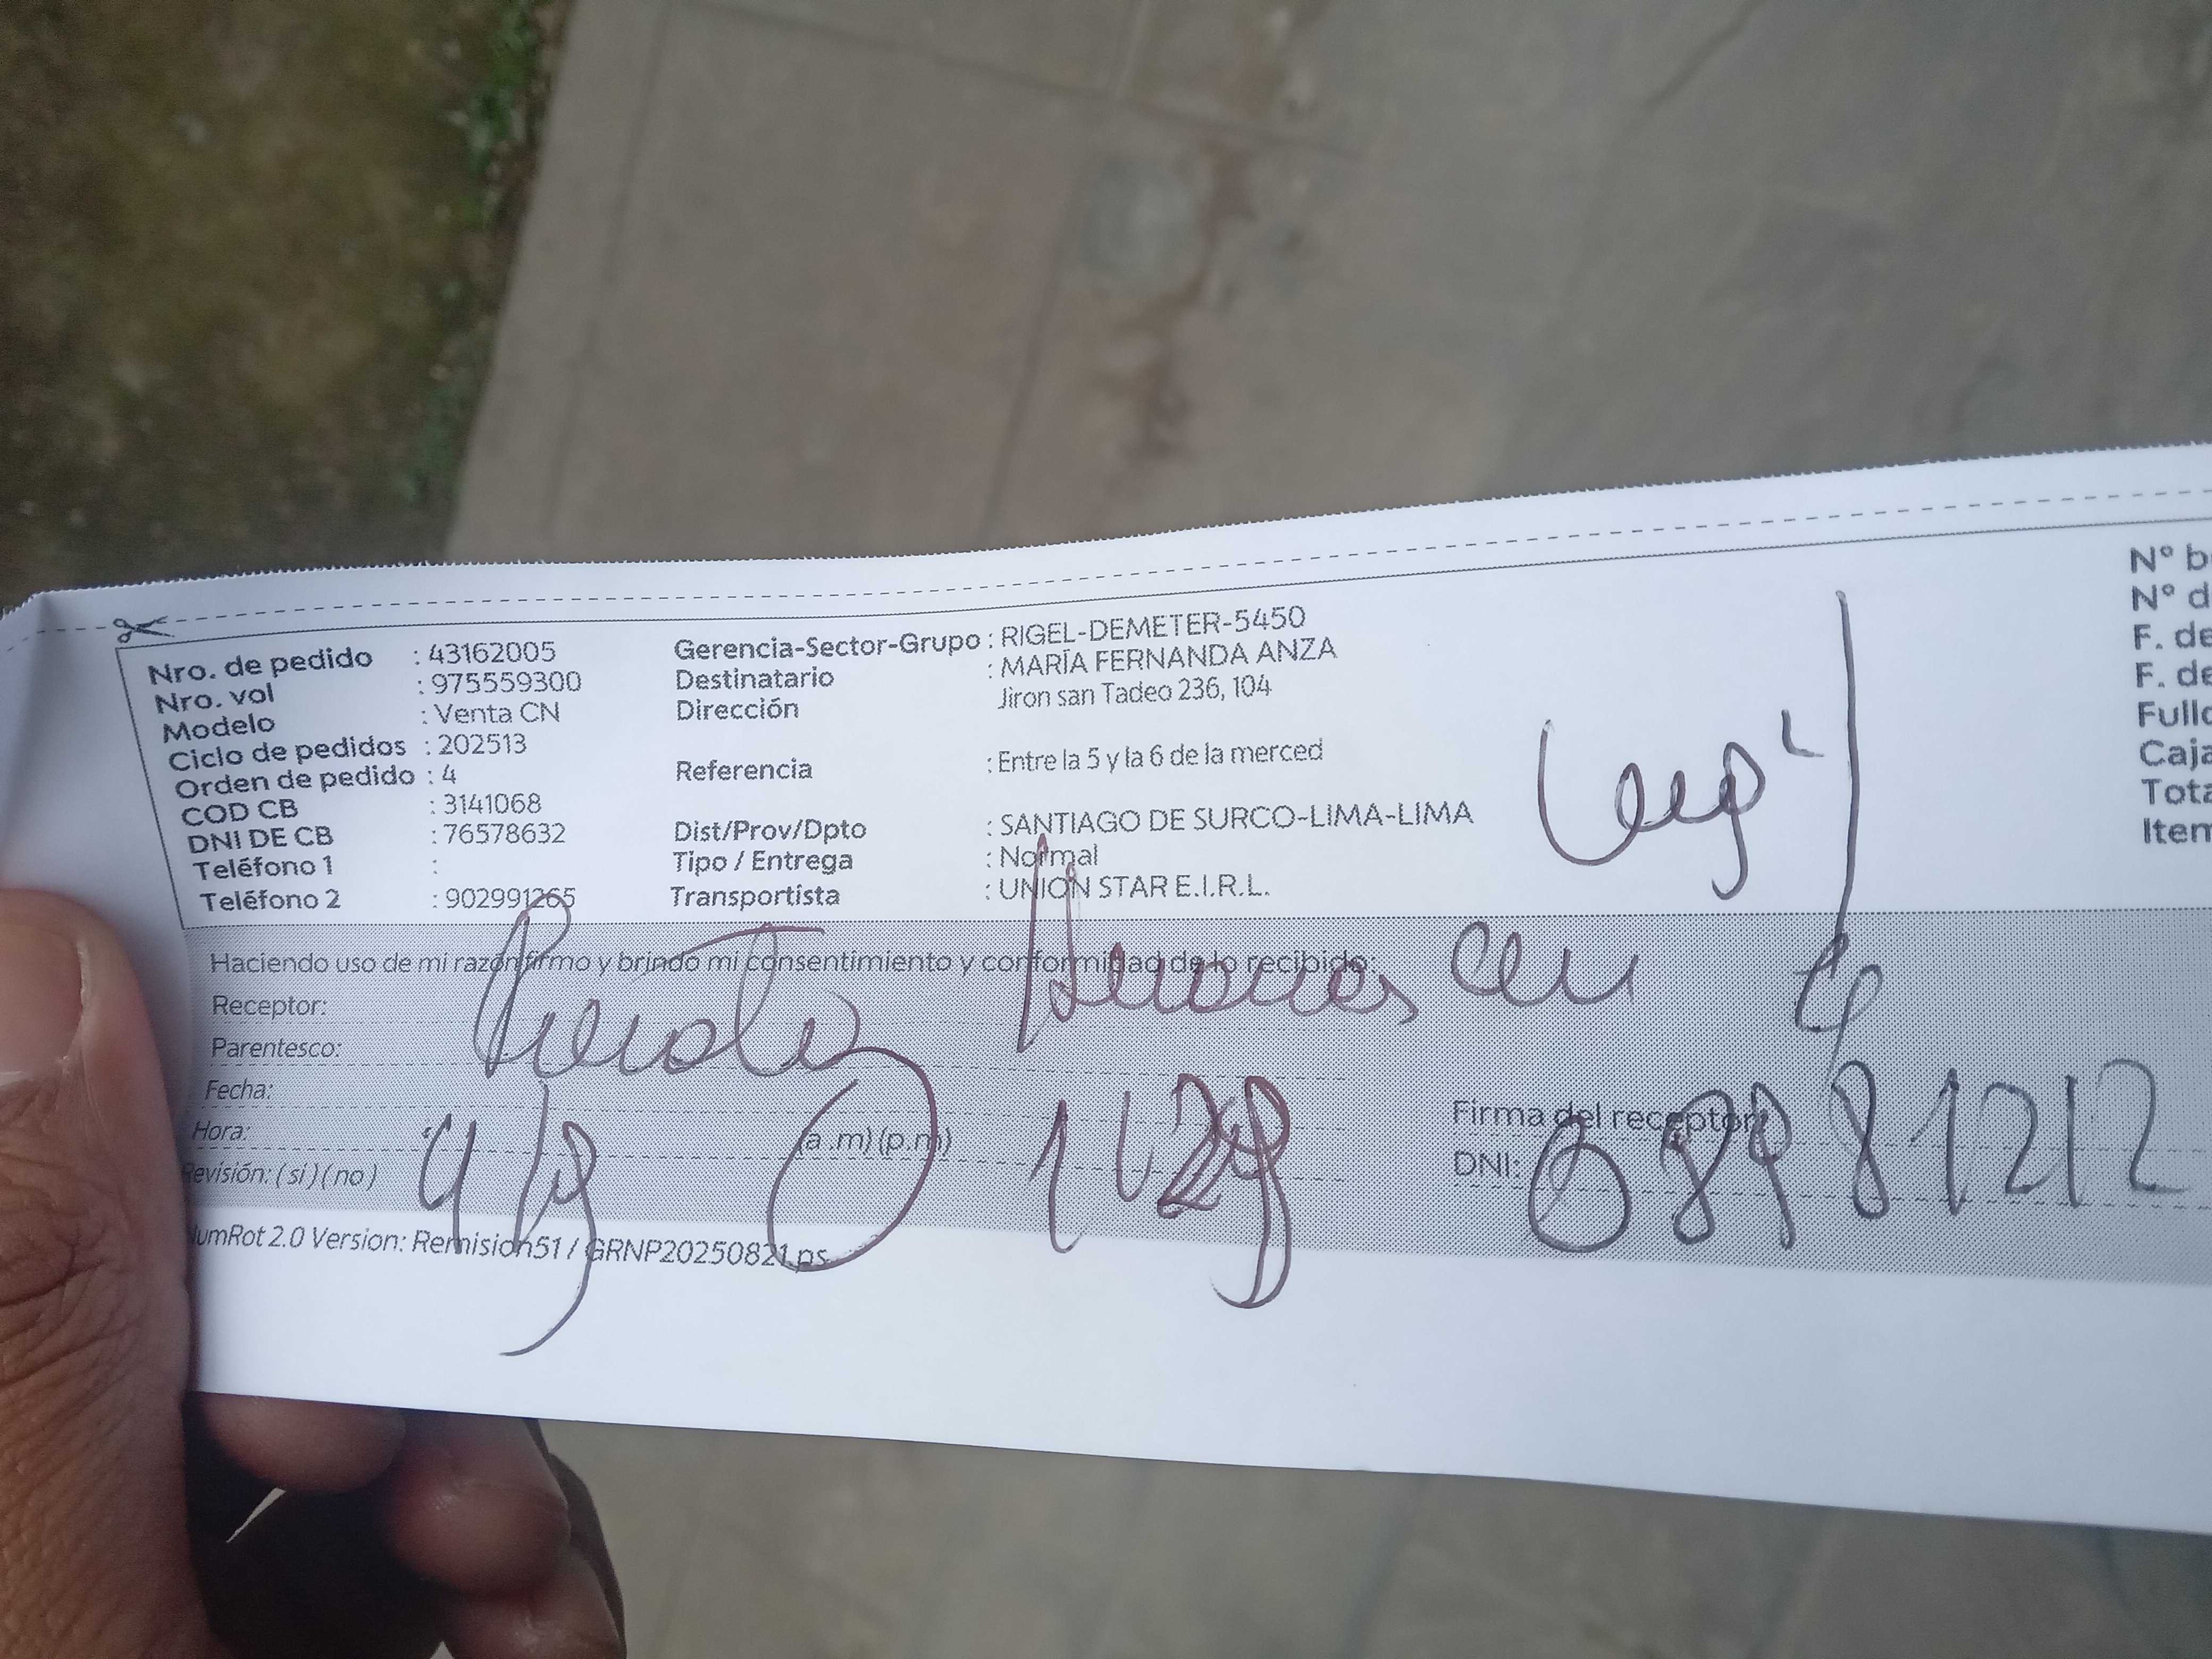 Nro. de pedido : 43162005
Nro. vol : 975559300
Modelo : Venta CN
Ciclo de pedidos : 202513
Orden de pedido : 4
COD CB : 3141068
DNI DE CB : 76578632
Teléfono 1 :
Teléfono 2 : 902991265
Gerencia-Sector-Grupo : RIGEL-DEMETER-5450
Destinatario : MARÍA FERNANDA ANZA
Dirección Jiron san Tadeo 236, 104
Referencia : Entre la 5 y la 6 de la merced
Dist/Prov/Dpto : SANTIAGO DE SURCO-LIMA-LIMA
Tipo / Entrega : Normal
Transportista : UNION STAR E.I.R.L.
N° b
N° d
F. de
F. de
Caja
Tota
Item
Haciendo uso de mi razón firmo y brindo mi consentimiento y conformidad de lo recibido:
Receptor:
Parentesco:
Fecha:
Hora: (a.m) (p.m)
Revisión: ( si ) ( no )
Firma del receptor:
DNI:
NumRot 2.0 Version: Remision51 / GRNP20250821.ps